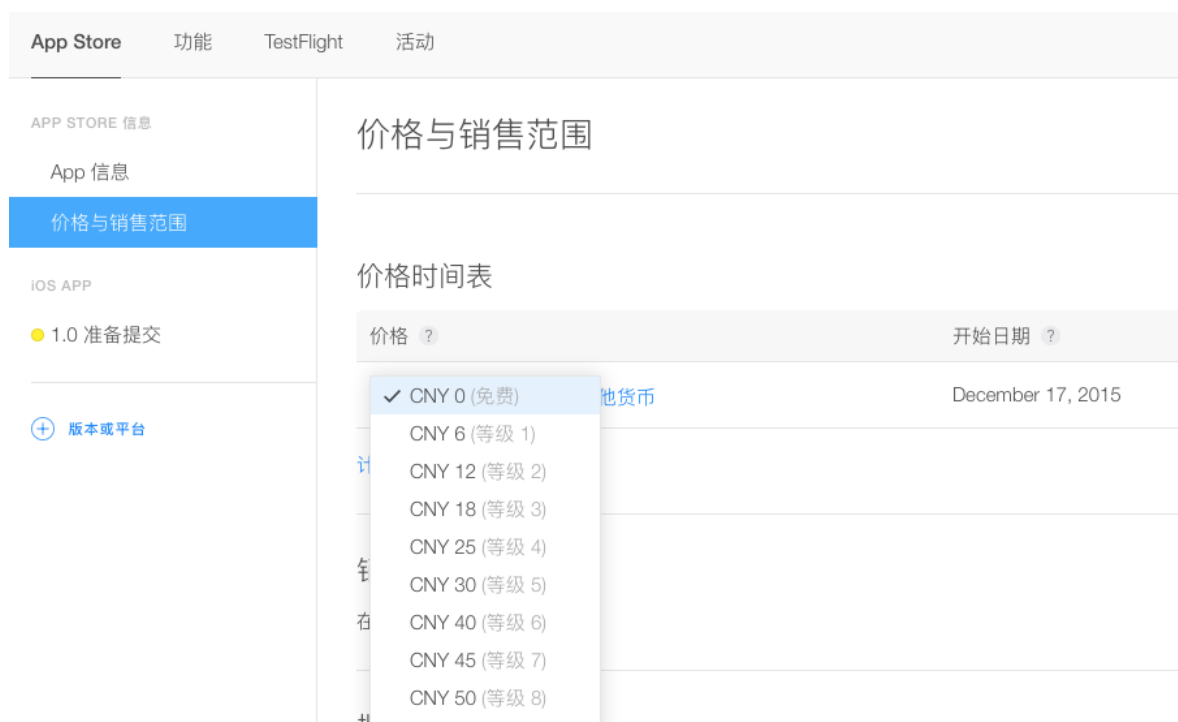 App Store 功能 TestFlight 活动
APP STORE 信息
App 信息
价格与销售范围
iOS APP
1.0 准备提交
版本或平台
价格与销售范围
价格时间表
价格 ? 开始日期 ?
CNY 0 (免费) 他货币 December 17, 2015
CNY 6 (等级 1)
计 CNY 12 (等级 2)
CNY 18 (等级 3)
CNY 25 (等级 4)
CNY 30 (等级 5)
在 CNY 40 (等级 6)
CNY 45 (等级 7)
CNY 50 (等级 8)